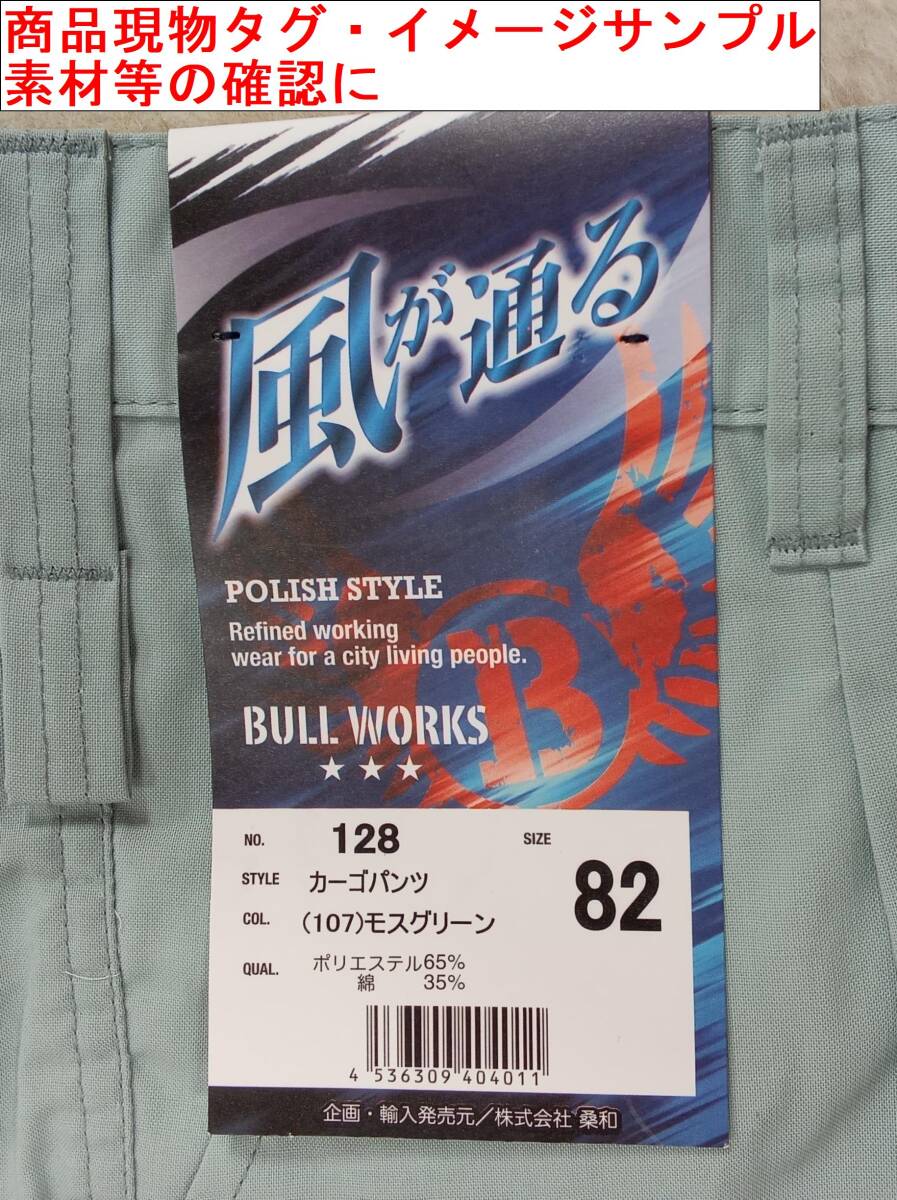 商品現物タグ・イメージサンプル
素材等の確認に
風が通る
POLISH STYLE
Refined working
wear for a city living people.
B
BULL WORKS
NO. 128
SIZE 82
STYLE カーゴパンツ
COL. (107)モスグリーン
QUAL. ポリエステル65%
綿 35%
4 536309 404011
企画・輸入発売元/株式会社 桑和